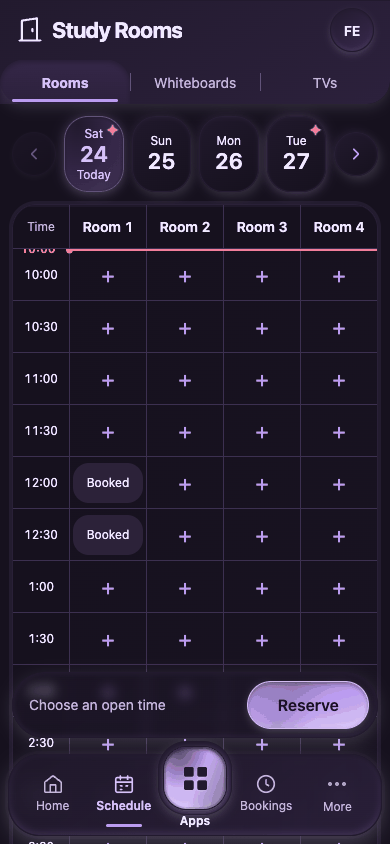 Study Rooms
FE
Rooms
Whiteboards
TVs
Sat
24
Today
Sun
25
Mon
26
Tue
27
Time Room 1 Room 2 Room 3 Room 4
10:00
10:30
11:00
11:30
12:00 Booked
12:30 Booked
1:00
1:30
Choose an open time
Reserve
2:30
Home
Schedule
Apps
Bookings
More